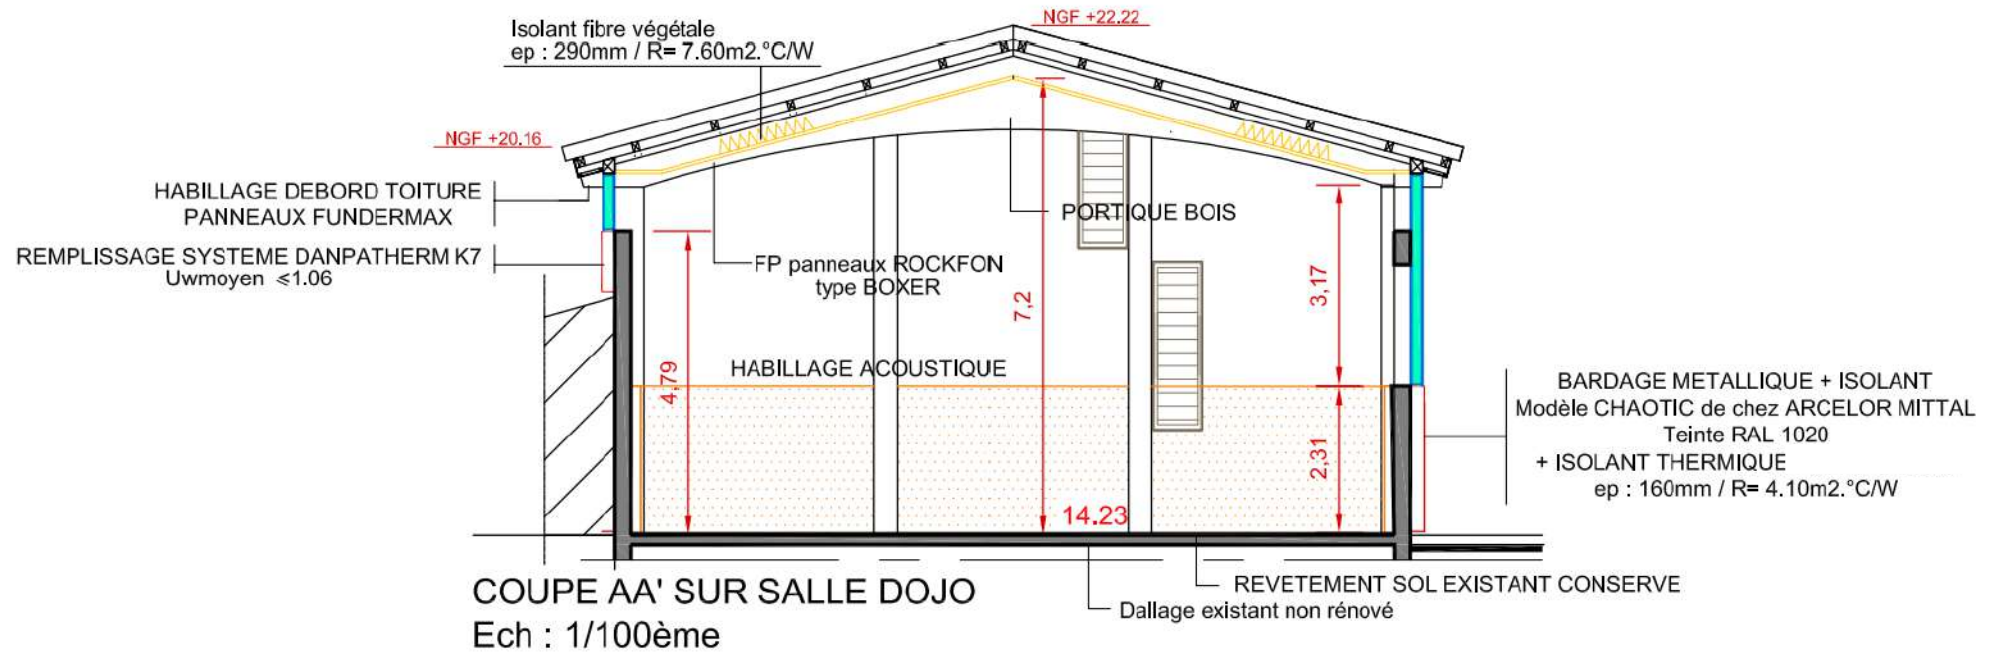 NGF +22.22
Isolant fibre végétale
ep : 290mm / R= 7.60m2.°C/W
NGF +20.16
HABILLAGE DEBORD TOITURE
PANNEAUX FUNDERMAX
REMPLISSAGE SYSTEME DANPATHERM K7
Uwmoyen ≤1.06
PORTIQUE BOIS
FP panneaux ROCKFON
type BOXER
7,2
3,17
4,79
HABILLAGE ACOUSTIQUE
2,31
14.23
BARDAGE METALLIQUE + ISOLANT
Modèle CHAOTIC de chez ARCELOR MITTAL
Teinte RAL 1020
+ ISOLANT THERMIQUE
ep : 160mm / R= 4.10m2.°C/W
REVETEMENT SOL EXISTANT CONSERVE
Dallage existant non rénové
COUPE AA' SUR SALLE DOJO
Ech : 1/100ème